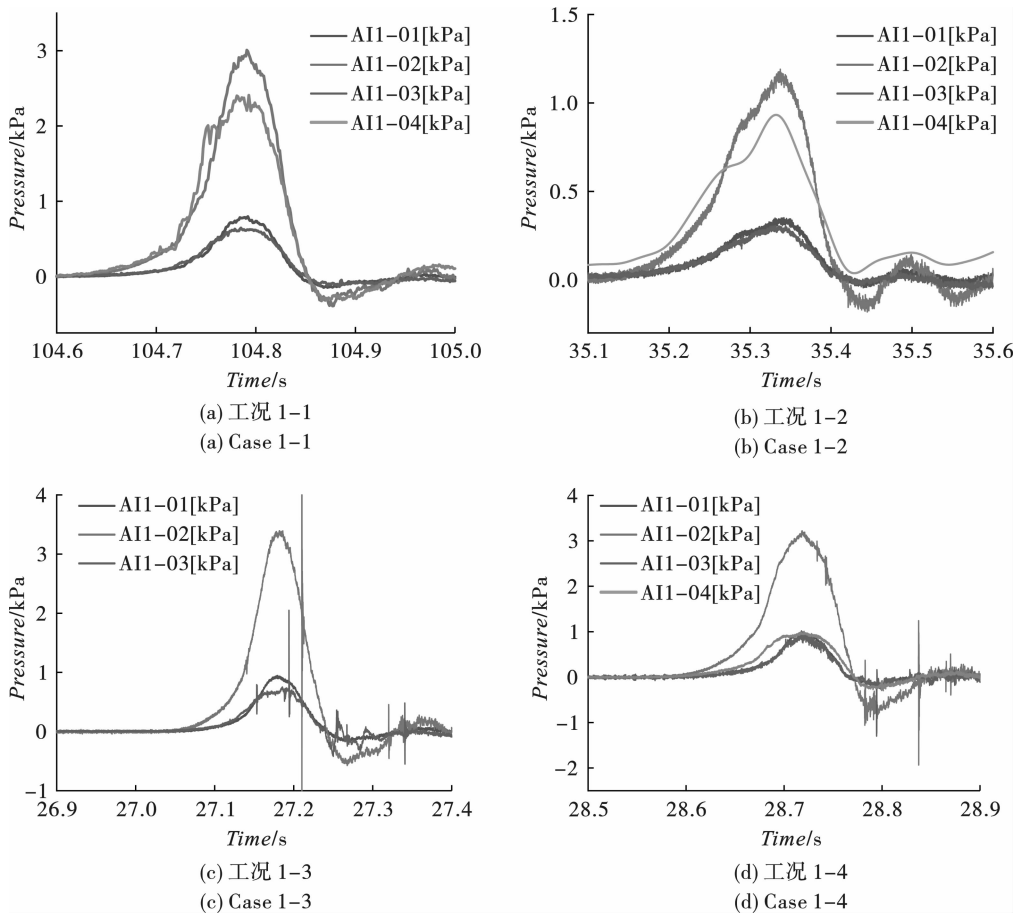 AI1-01[kPa]
AI1-02[kPa]
AI1-03[kPa]
AI1-04[kPa]
Pressure/kPa
3
2
1
0
104.6 104.7 104.8 104.9 105.0
Time/s
(a) 工况 1-1
(a) Case 1-1
AI1-01[kPa]
AI1-02[kPa]
AI1-03[kPa]
AI1-04[kPa]
Pressure/kPa
1.5
1.0
0.5
0.0
35.1 35.2 35.3 35.4 35.5 35.6
Time/s
(b) 工况 1-2
(b) Case 1-2
AI1-01[kPa]
AI1-02[kPa]
AI1-03[kPa]
Pressure/kPa
4
3
2
1
0
-1
26.9 27.0 27.1 27.2 27.3 27.4
Time/s
(c) 工况 1-3
(c) Case 1-3
AI1-01[kPa]
AI1-02[kPa]
AI1-03[kPa]
AI1-04[kPa]
Pressure/kPa
4
3
2
1
0
-1
-2
28.5 28.6 28.7 28.8 28.9
Time/s
(d) 工况 1-4
(d) Case 1-4